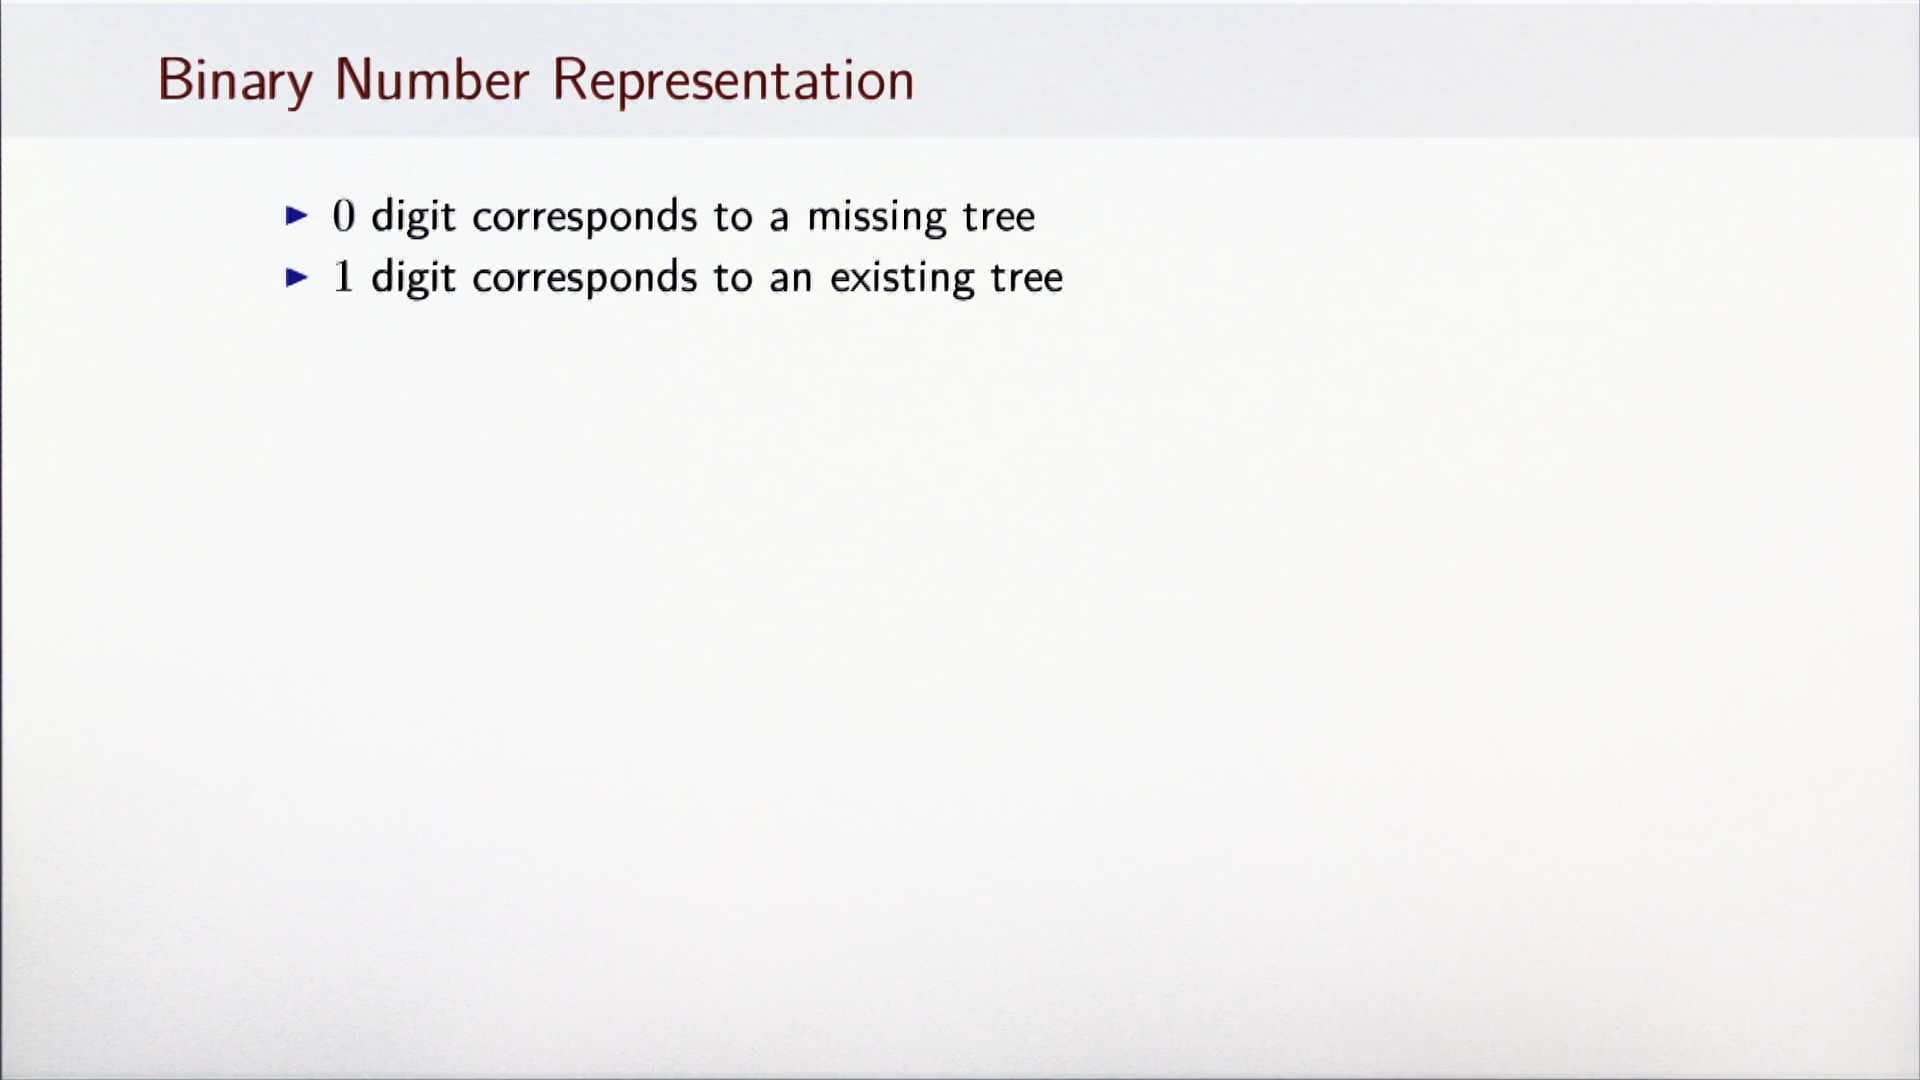 Binary Number Representation
▶ 0 digit corresponds to a missing tree
▶ 1 digit corresponds to an existing tree